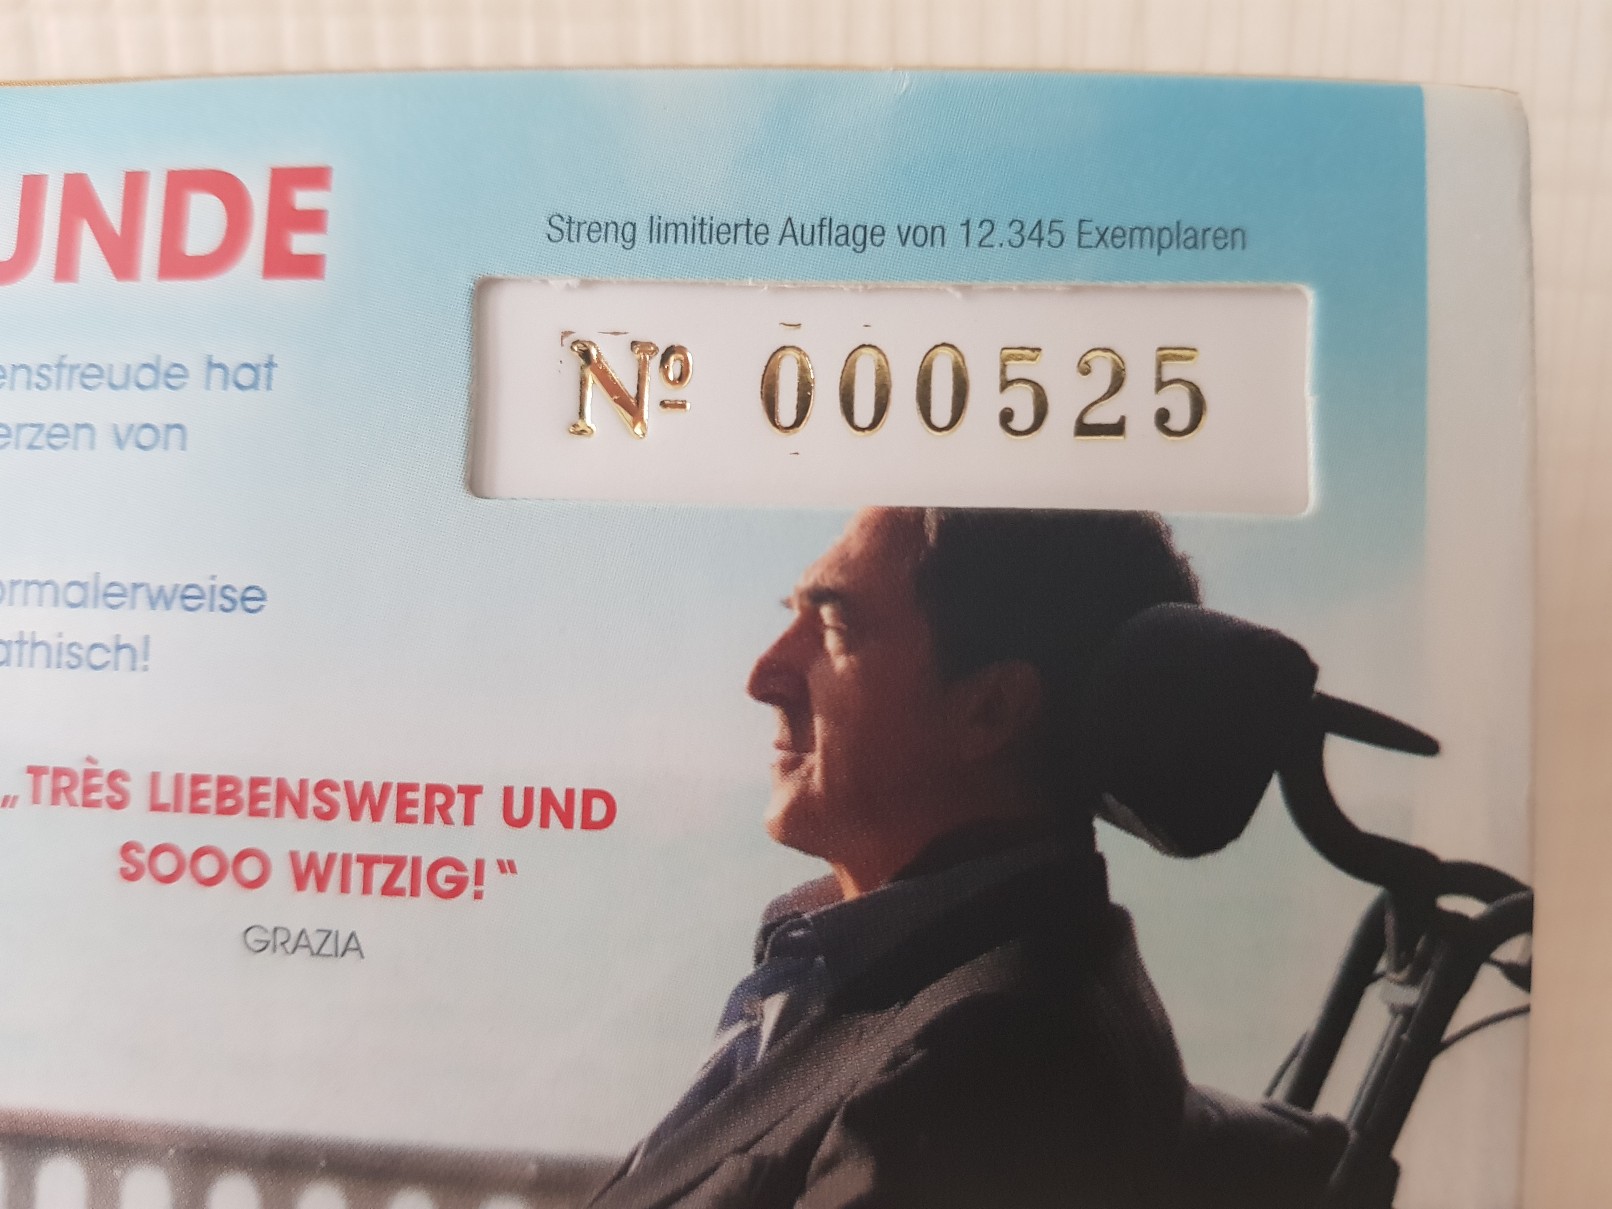 UNDE
Streng limitierte Auflage von 12.345 Exemplaren
Nº 000525
ensfreude hat
erzen von
ormalerweise
athisch!
„TRÈS LIEBENSWERT UND
SOOO WITZIG!“
GRAZIA